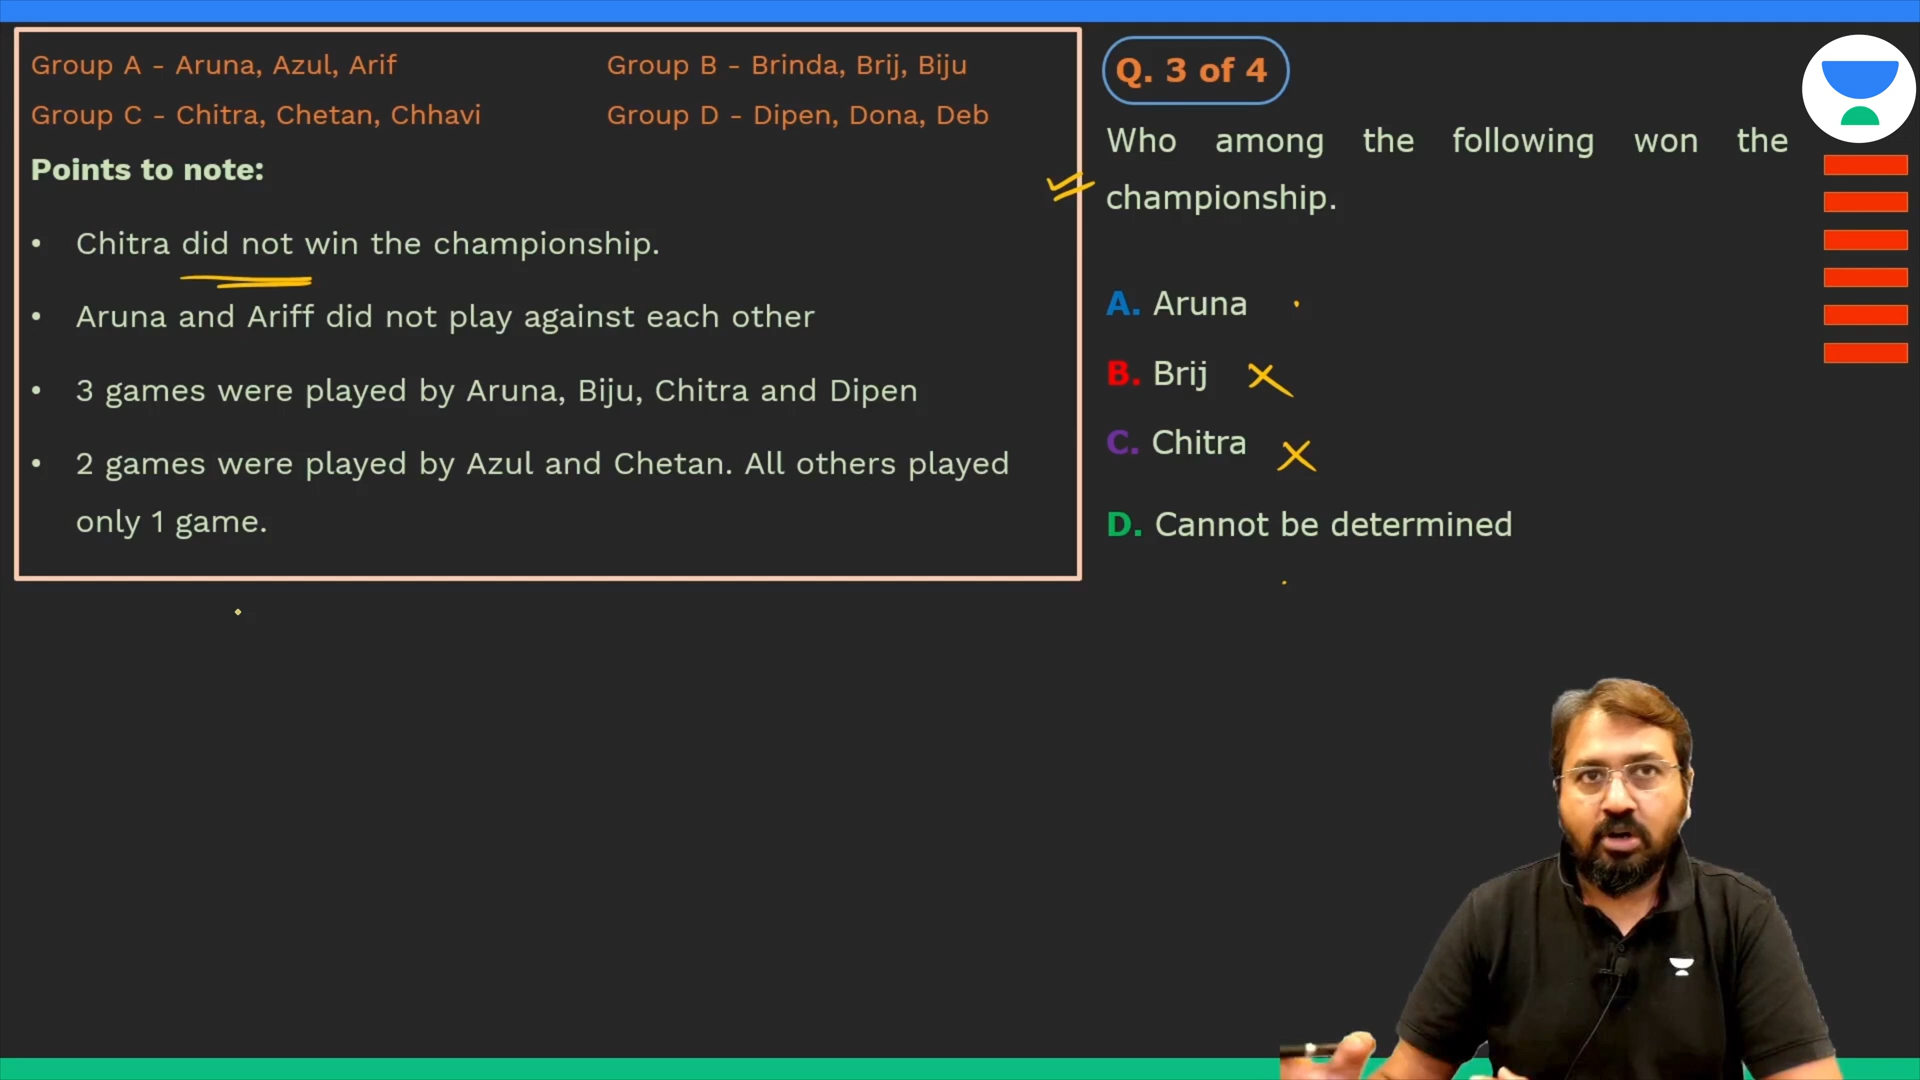 Group A - Aruna, Azul, Arif
Group B - Brinda, Brij, Biju
Group C - Chitra, Chetan, Chhavi
Group D - Dipen, Dona, Deb
Points to note:
• Chitra did not win the championship.
• Aruna and Ariff did not play against each other
• 3 games were played by Aruna, Biju, Chitra and Dipen
• 2 games were played by Azul and Chetan. All others played
only 1 game.
Q. 3 of 4
Who among the following won the
championship.
A. Aruna
B. Brij
C. Chitra
D. Cannot be determined